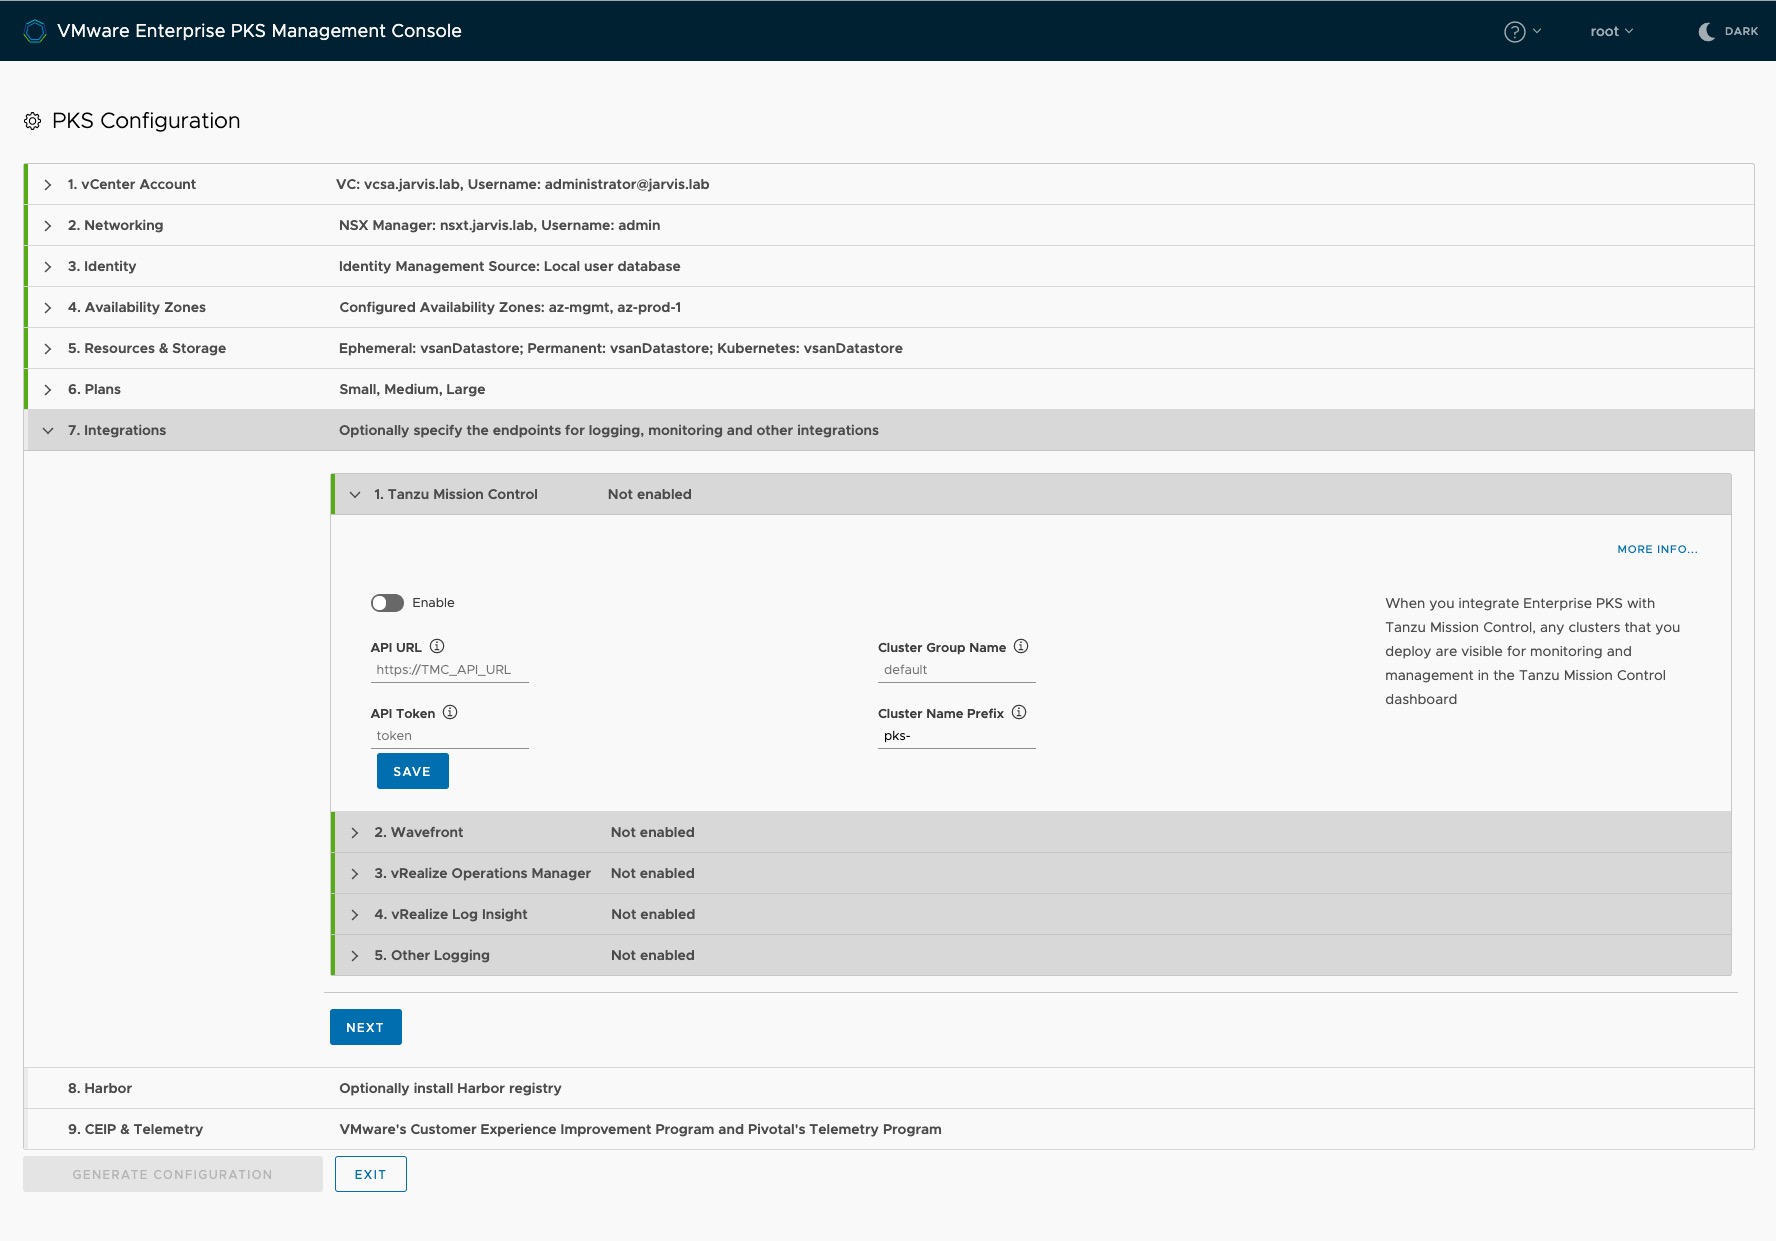 VMware Enterprise PKS Management Console
root
DARK
PKS Configuration
1. vCenter Account VC: vcsa.jarvis.lab, Username: administrator@jarvis.lab
2. Networking NSX Manager: nsxt.jarvis.lab, Username: admin
3. Identity Identity Management Source: Local user database
4. Availability Zones Configured Availability Zones: az-mgmt, az-prod-1
5. Resources & Storage Ephemeral: vsanDatastore; Permanent: vsanDatastore; Kubernetes: vsanDatastore
6. Plans Small, Medium, Large
7. Integrations Optionally specify the endpoints for logging, monitoring and other integrations
1. Tanzu Mission Control Not enabled
MORE INFO...
Enable
API URL
https://TMC_API_URL
API Token
token
SAVE
Cluster Group Name
default
Cluster Name Prefix
pks-
When you integrate Enterprise PKS with
Tanzu Mission Control, any clusters that you
deploy are visible for monitoring and
management in the Tanzu Mission Control
dashboard
2. Wavefront Not enabled
3. vRealize Operations Manager Not enabled
4. vRealize Log Insight Not enabled
5. Other Logging Not enabled
NEXT
8. Harbor Optionally install Harbor registry
9. CEIP & Telemetry VMware's Customer Experience Improvement Program and Pivotal's Telemetry Program
GENERATE CONFIGURATION
EXIT